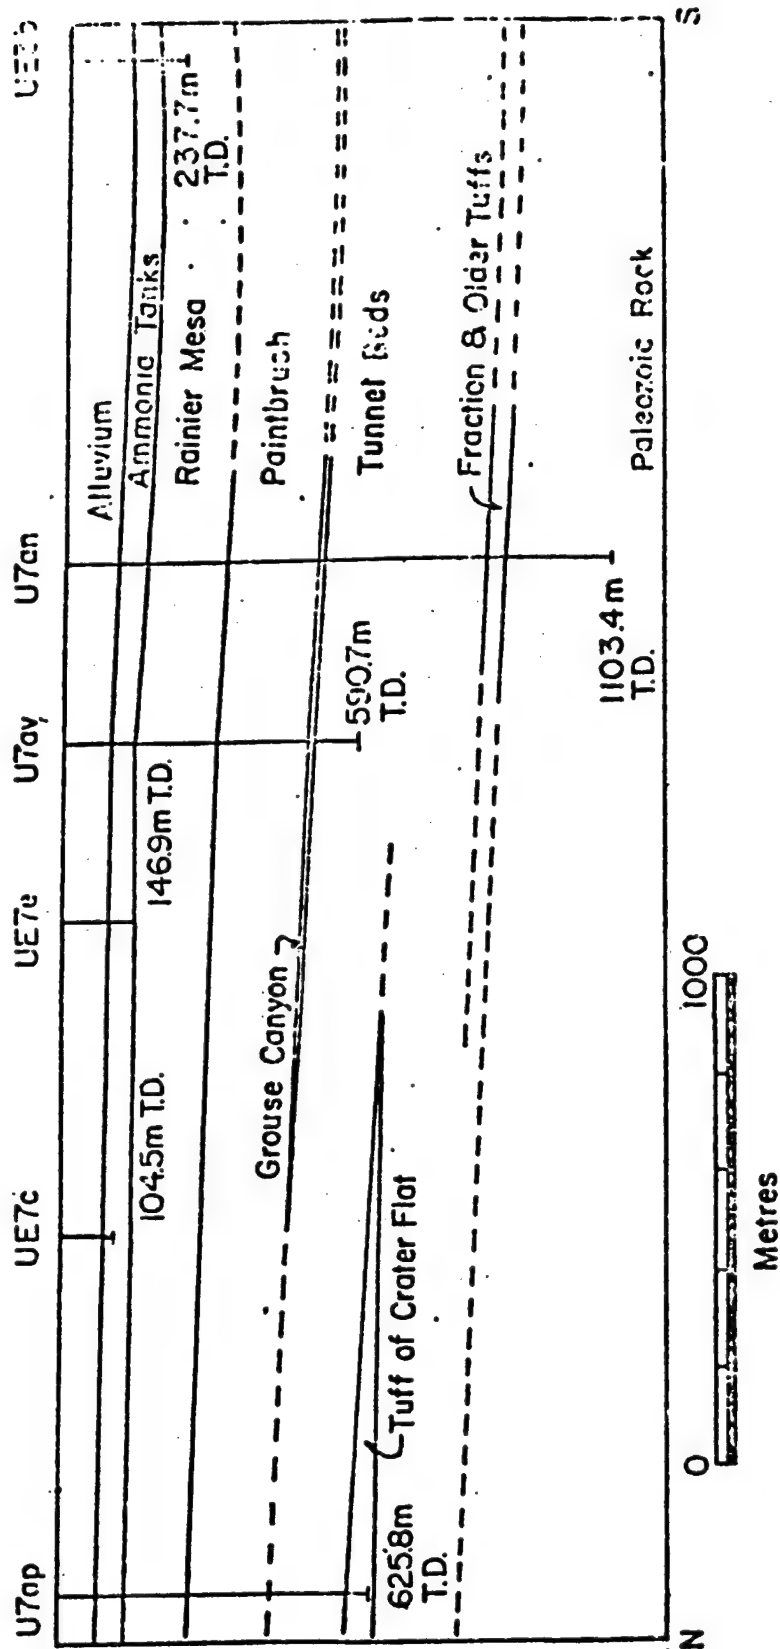 U7ap
UE7c
UE7e
U7ay
U7an
Alluvium
Ammonia Tanks
Rainier Mesa
237.7m
T.D.
Paintbrush
Tunnel Beds
Fraction & Older Tuffs
Paleozoic Rock
104.5m T.D.
146.9m T.D.
590.7m
T.D.
1103.4m
T.D.
Grouse Canyon
Tuff of Crater Flat
625.8m
T.D.
N
S
0
1000
Metres